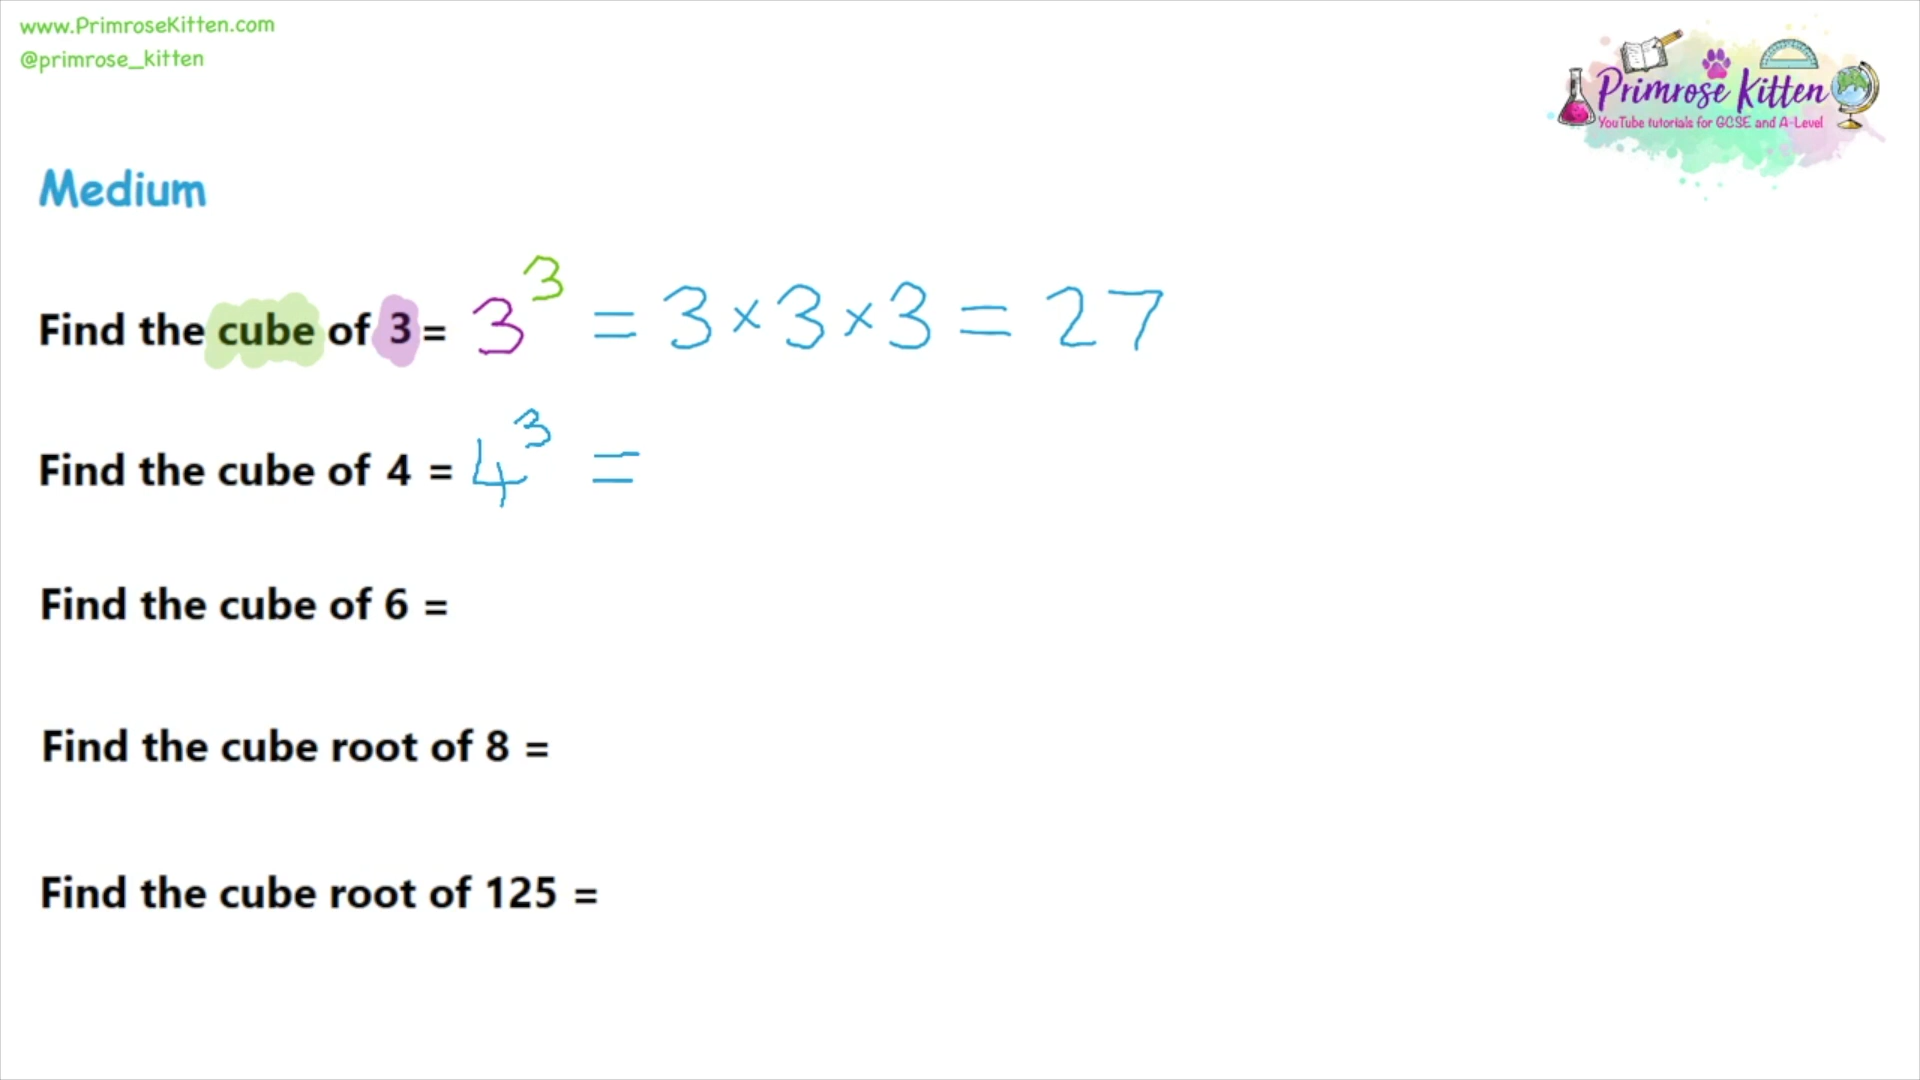 www.PrimroseKitten.com
@primrose_kitten
Primrose Kitten
YouTube tutorials for GCSE and A-Level
Medium
Find the cube of 3 = 3³ = 3 × 3 × 3 = 27
Find the cube of 4 = 4³ =
Find the cube of 6 =
Find the cube root of 8 =
Find the cube root of 125 =